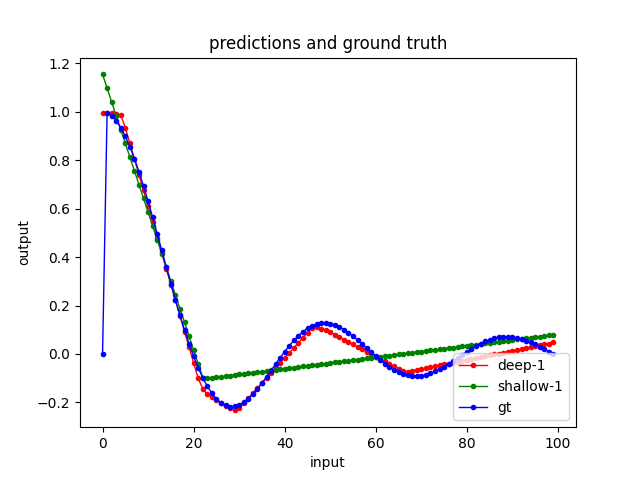 predictions and ground truth
1.2
1.0
0.8
0.6
0.4
0.2
0.0
−0.2
output
0 20 40 60 80 100
input
deep-1
shallow-1
gt